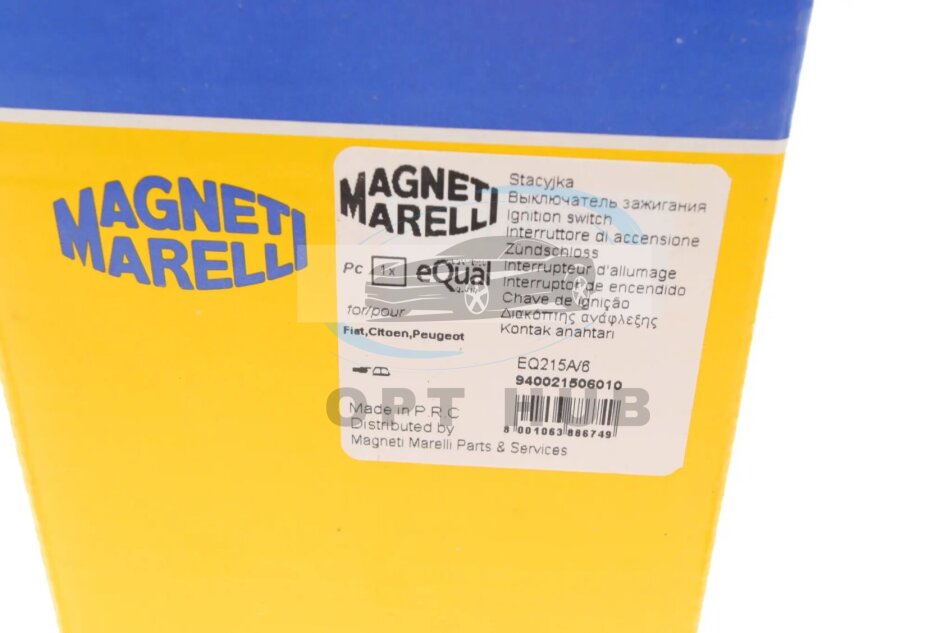 MAGNETI
MARELLI
MAGNETI
MARELLI
Pc 1x eQual
for/pour
Fiat,Citoen,Peugeot
Made in P.R.C
Distributed by
Magneti Marelli Parts & Services
Stacyjka
Выключатель зажигания
Ignition switch
Interruttore di accensione
Zündschloss
Interrupteur d'allumage
Interruptor de encendido
Chave de ignição
Διακόπτης ανάφλεξης
Kontak anahtari
EQ215A/6
940021506010
8 001063 886749
OPT HUB